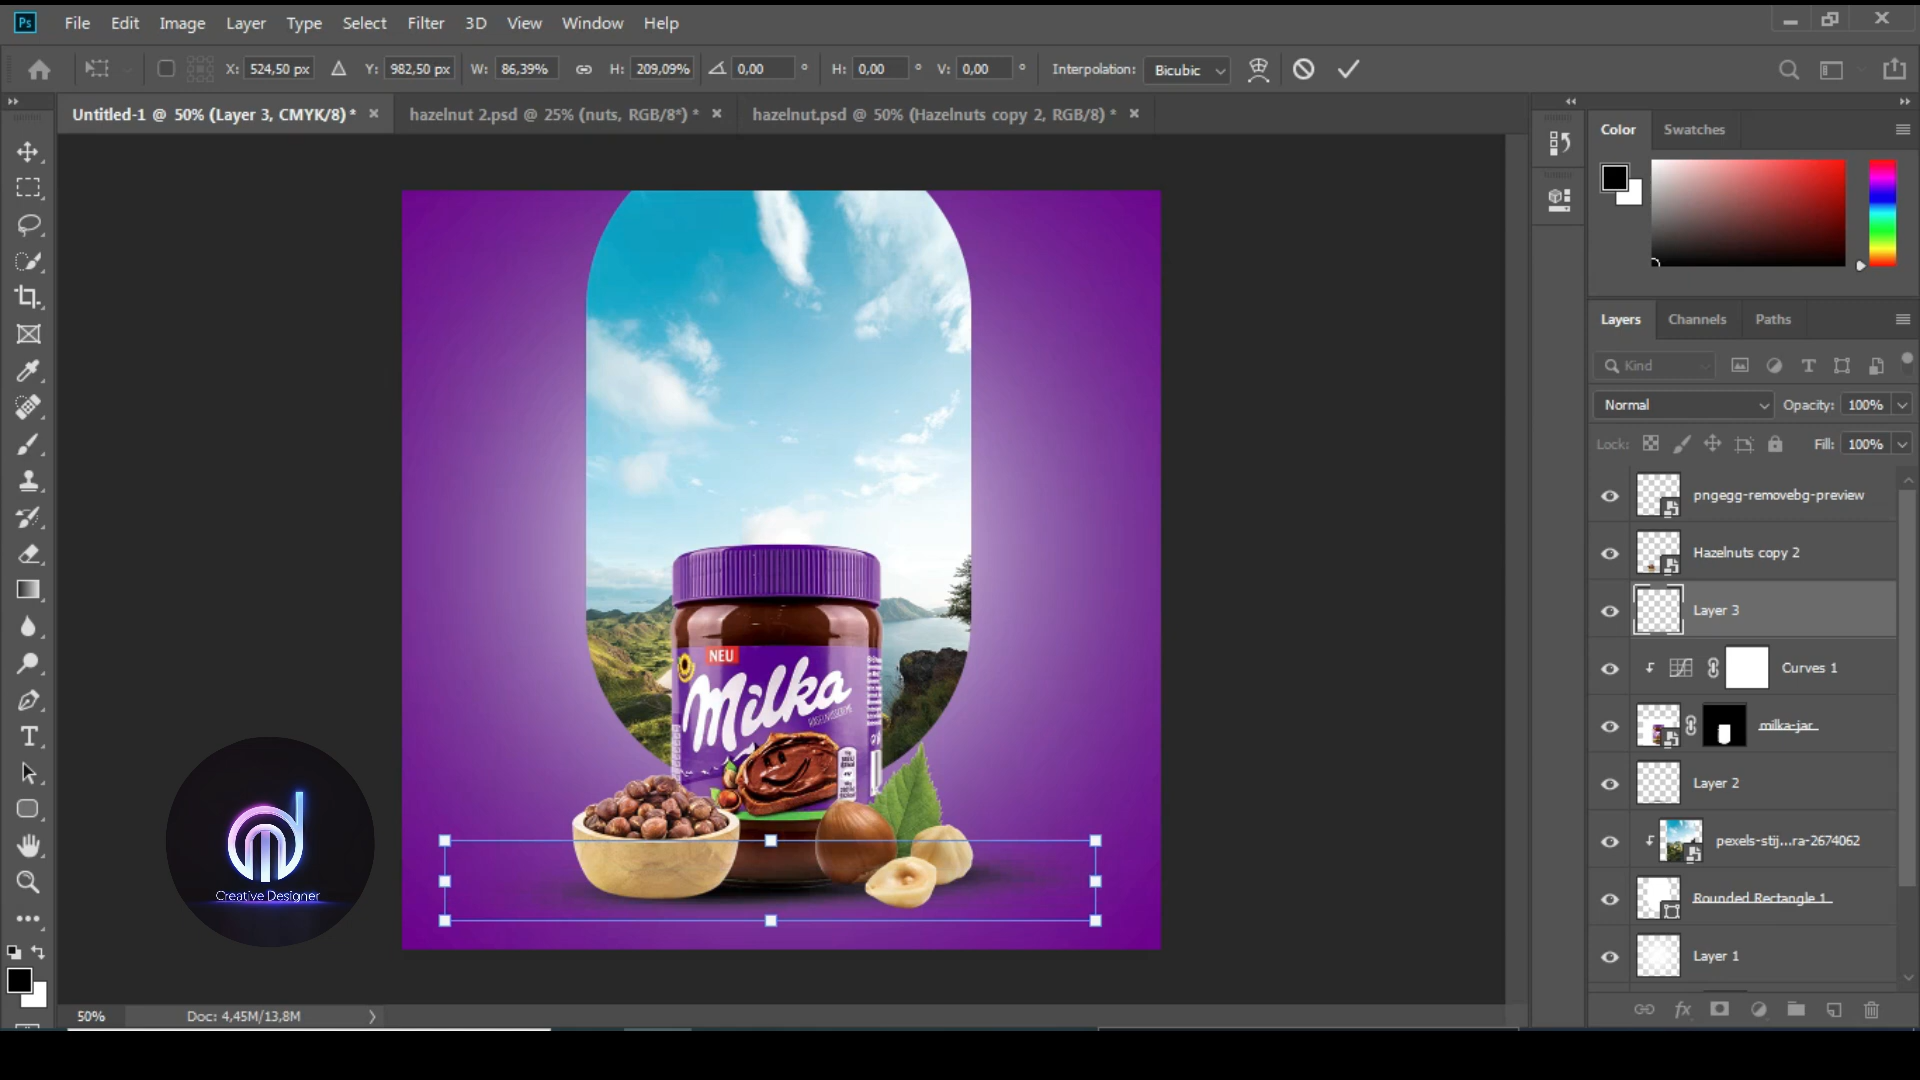 Ps File Edit Image Layer Type Select Filter 3D View Window Help
X: 524,50 px Y: 982,50 px W: 86,39% H: 209,09% 0,00 ° H: 0,00 ° V: 0,00 ° Interpolation: Bicubic
Untitled-1 @ 50% (Layer 3, CMYK/8) * hazelnut 2.psd @ 25% (nuts, RGB/8*) * hazelnut.psd @ 50% (Hazelnuts copy 2, RGB/8) *
Color Swatches
Layers Channels Paths
Kind
Normal Opacity: 100%
Lock: Fill: 100%
pngegg-removebg-preview
Hazelnuts copy 2
Layer 3
Curves 1
milka-jar
Layer 2
pexels-stij...ra-2674062
Rounded Rectangle 1
Layer 1
fx
NEU
Milka
Creative Designer
50% Doc: 4,45M/13,8M